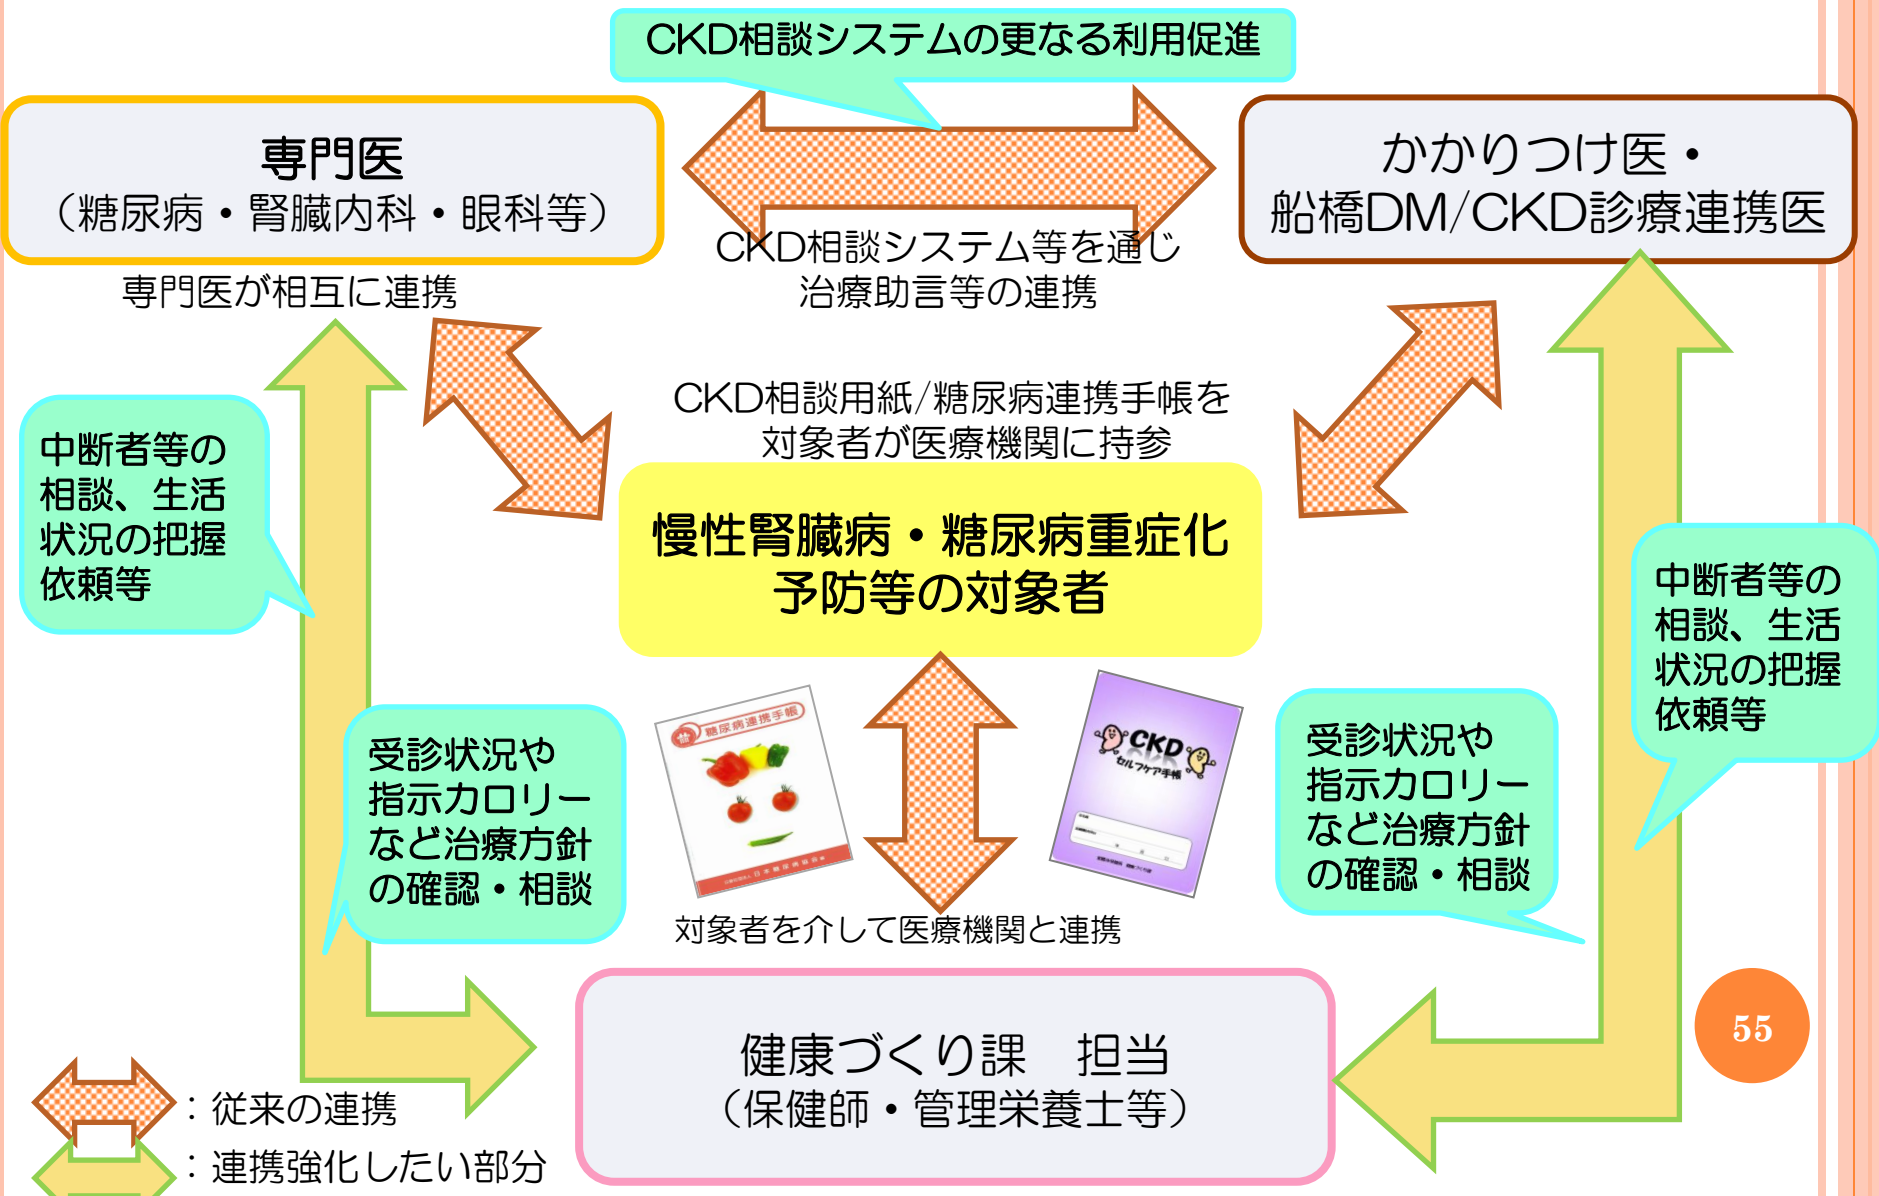 CKD相談システムの更なる利用促進
専門医
（糖尿病・腎臓内科・眼科等）
かかりつけ医・
船橋DM/CKD診療連携医
専門医が相互に連携
CKD相談システム等を通じ
治療助言等の連携
CKD相談用紙/糖尿病連携手帳を
対象者が医療機関に持参
中断者等の
相談、生活
状況の把握
依頼等
慢性腎臓病・糖尿病重症化
予防等の対象者
中断者等の
相談、生活
状況の把握
依頼等
受診状況や
指示カロリー
など治療方針
の確認・相談
糖尿病連携手帳
日本糖尿病協会
CKD
セルフケア手帳
受診状況や
指示カロリー
など治療方針
の確認・相談
対象者を介して医療機関と連携
健康づくり課　担当
（保健師・管理栄養士等）
55
：従来の連携
：連携強化したい部分